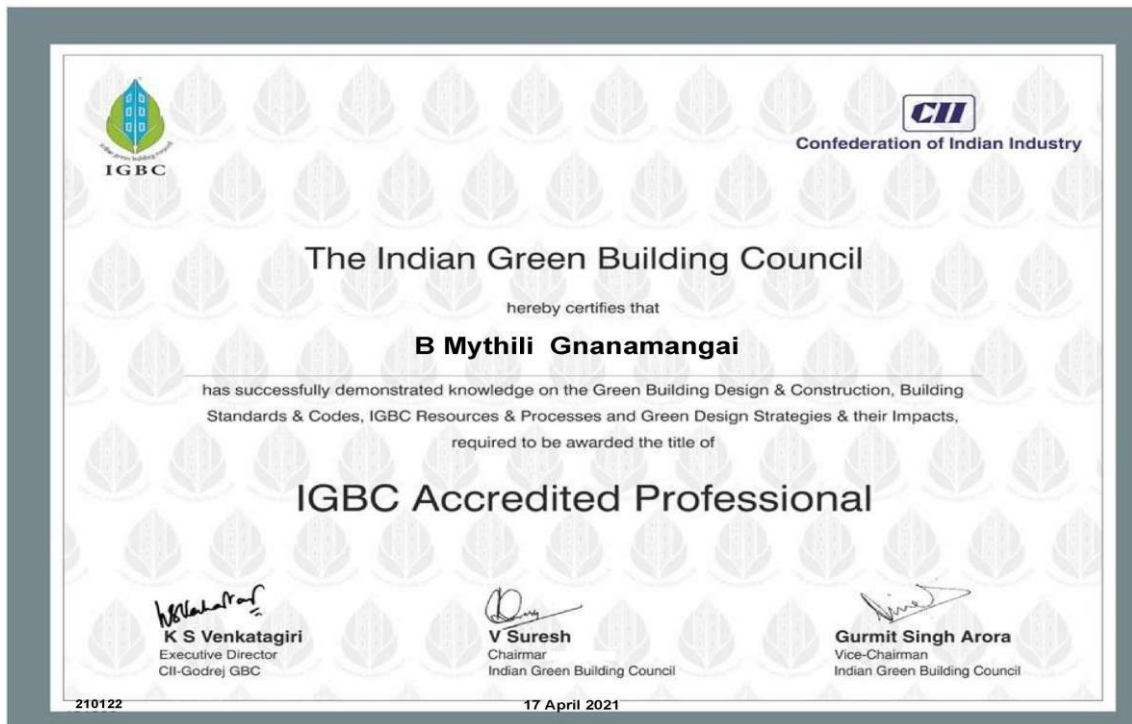 IGBC
CII
Confederation of Indian Industry
The Indian Green Building Council
hereby certifies that
B Mythili Gnanamangai
has successfully demonstrated knowledge on the Green Building Design & Construction, Building
Standards & Codes, IGBC Resources & Processes and Green Design Strategies & their Impacts,
required to be awarded the title of
IGBC Accredited Professional
K S Venkatagiri
Executive Director
CII-Godrej GBC
V Suresh
Chairmar
Indian Green Building Council
Gurmit Singh Arora
Vice-Chairman
Indian Green Building Council
210122
17 April 2021